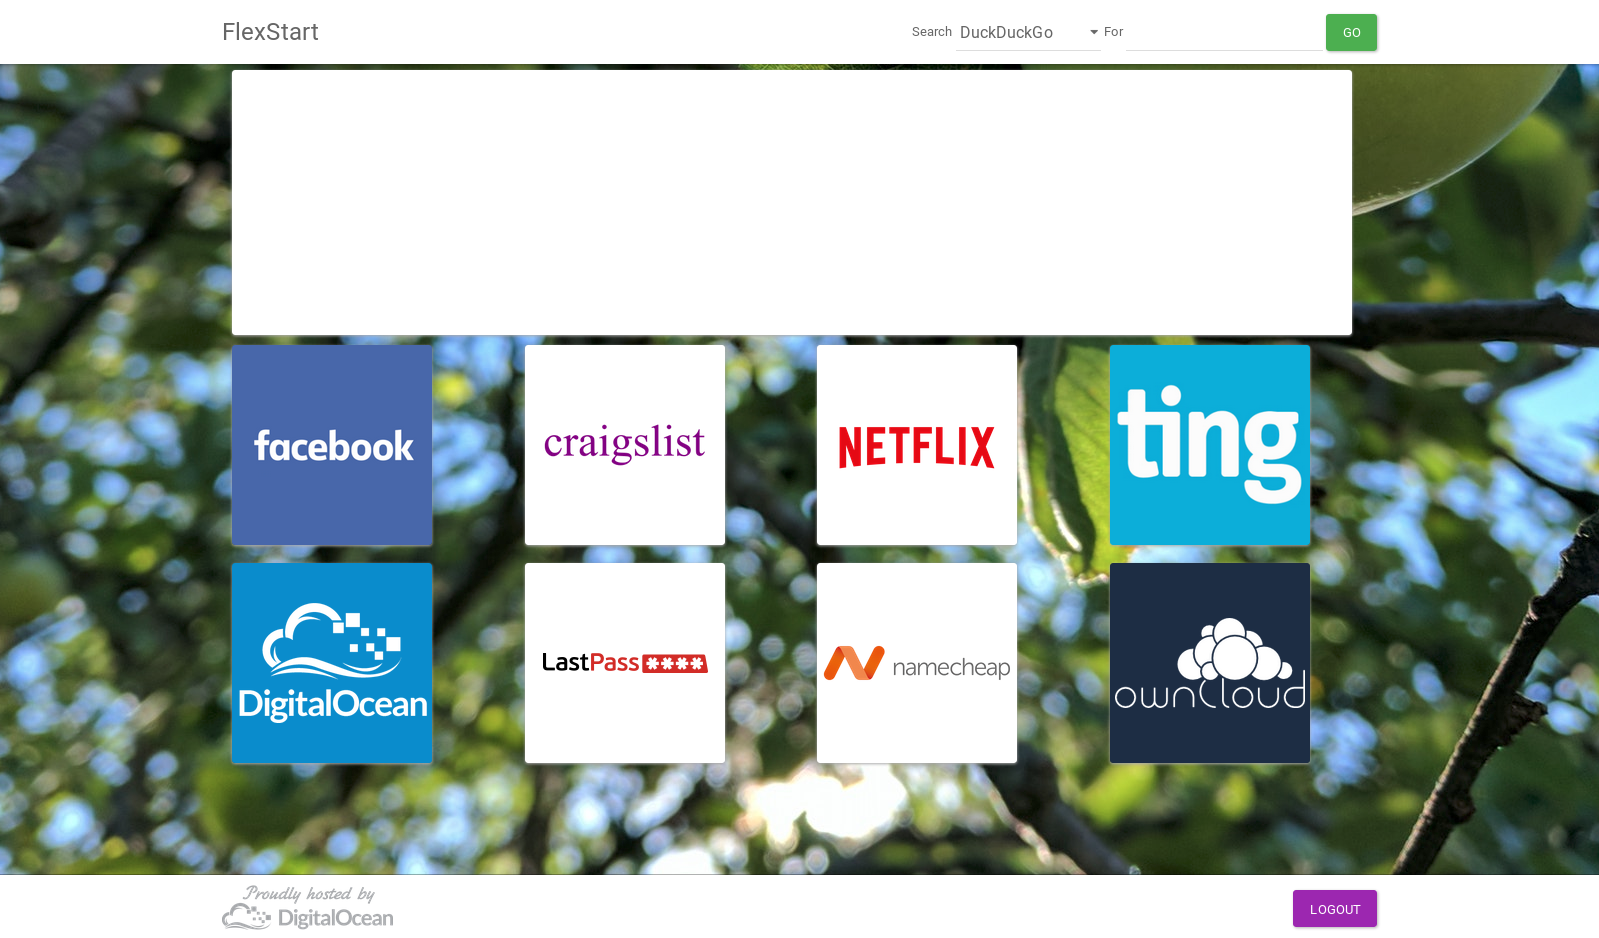 FlexStart
Search DuckDuckGo For GO
facebook
craigslist
NETFLIX
ting
DigitalOcean
LastPass ****
namecheap
ownCloud
Proudly hosted by
DigitalOcean
LOGOUT